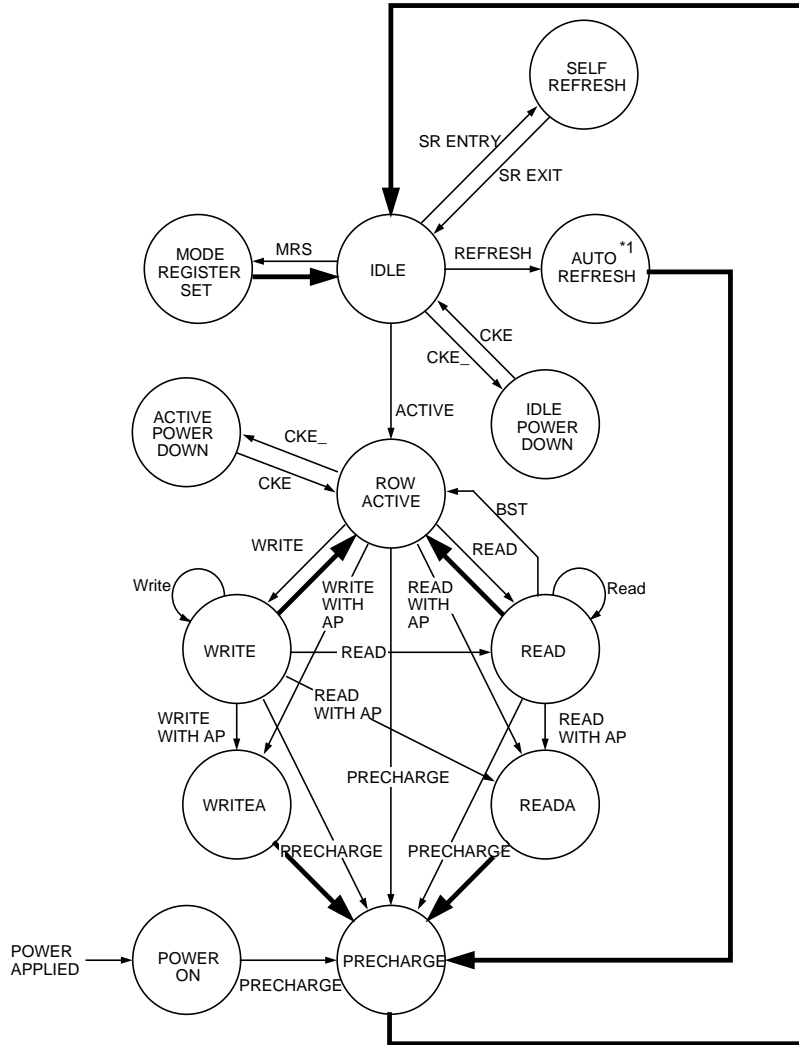 SELF
REFRESH
SR ENTRY
SR EXIT
MODE
REGISTER
SET
MRS
IDLE
REFRESH
AUTO *1
REFRESH
CKE
CKE_
IDLE
POWER
DOWN
ACTIVE
ACTIVE
POWER
DOWN
CKE_
CKE
ROW
ACTIVE
BST
WRITE
READ
Write
WRITE
WITH
AP
READ
WITH
AP
Read
WRITE
READ
READ
READ
WITH AP
WRITE
WITH AP
READ
WITH AP
PRECHARGE
WRITEA
READA
PRECHARGE
PRECHARGE
POWER
APPLIED
POWER
ON
PRECHARGE
PRECHARGE